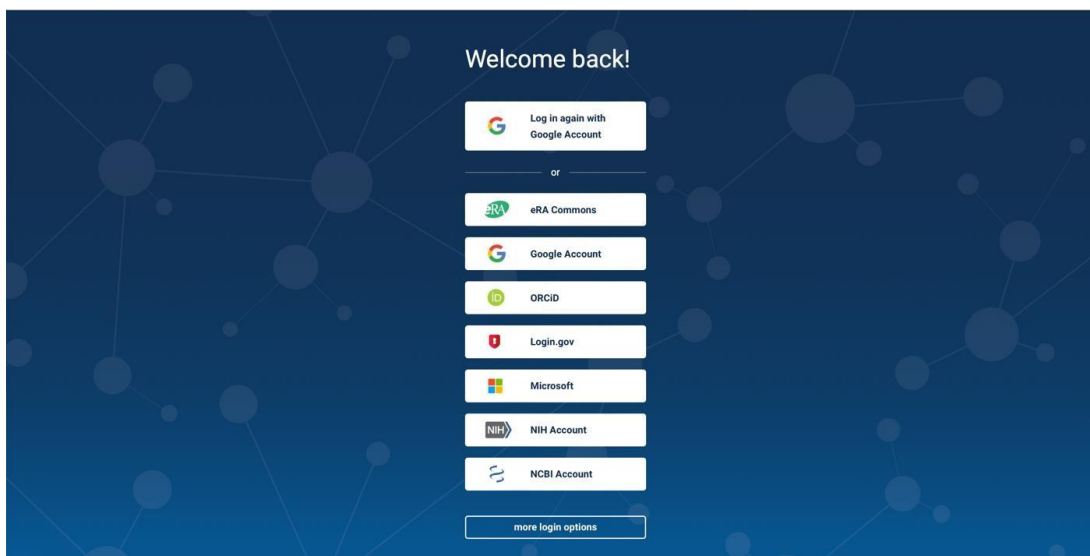 Welcome back!
Log in again with
Google Account
or
eRA
eRA Commons
Google Account
iD
ORCiD
Login.gov
Microsoft
NIH
NIH Account
NCBI Account
more login options